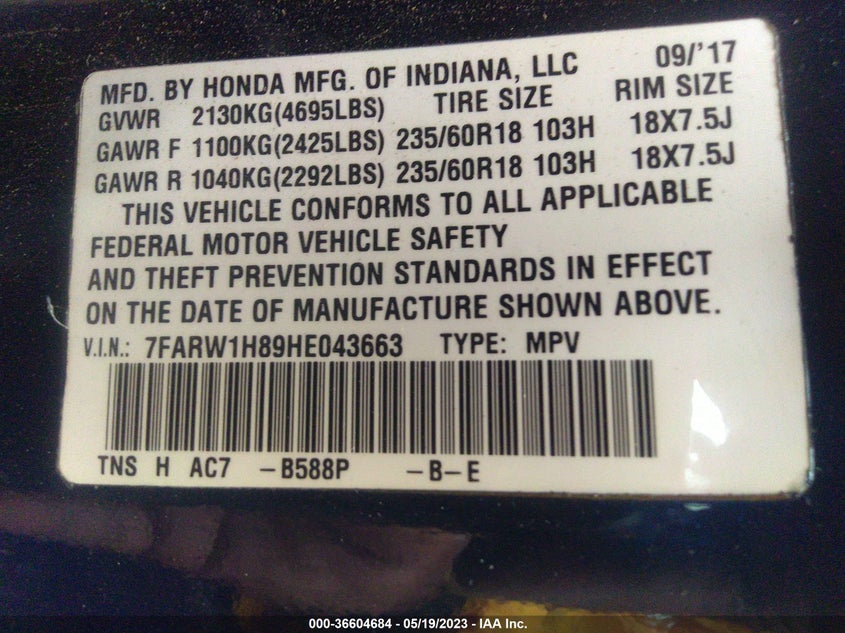 MFD. BY HONDA MFG. OF INDIANA, LLC 09/'17
GVWR 2130KG(4695LBS) TIRE SIZE RIM SIZE
GAWR F 1100KG(2425LBS) 235/60R18 103H 18X7.5J
GAWR R 1040KG(2292LBS) 235/60R18 103H 18X7.5J
THIS VEHICLE CONFORMS TO ALL APPLICABLE
FEDERAL MOTOR VEHICLE SAFETY
AND THEFT PREVENTION STANDARDS IN EFFECT
ON THE DATE OF MANUFACTURE SHOWN ABOVE.
V.I.N.: 7FARW1H89HE043663 TYPE: MPV
TNS H AC7 -B588P -B-E
000-36604684 - 05/19/2023 - IAA Inc.